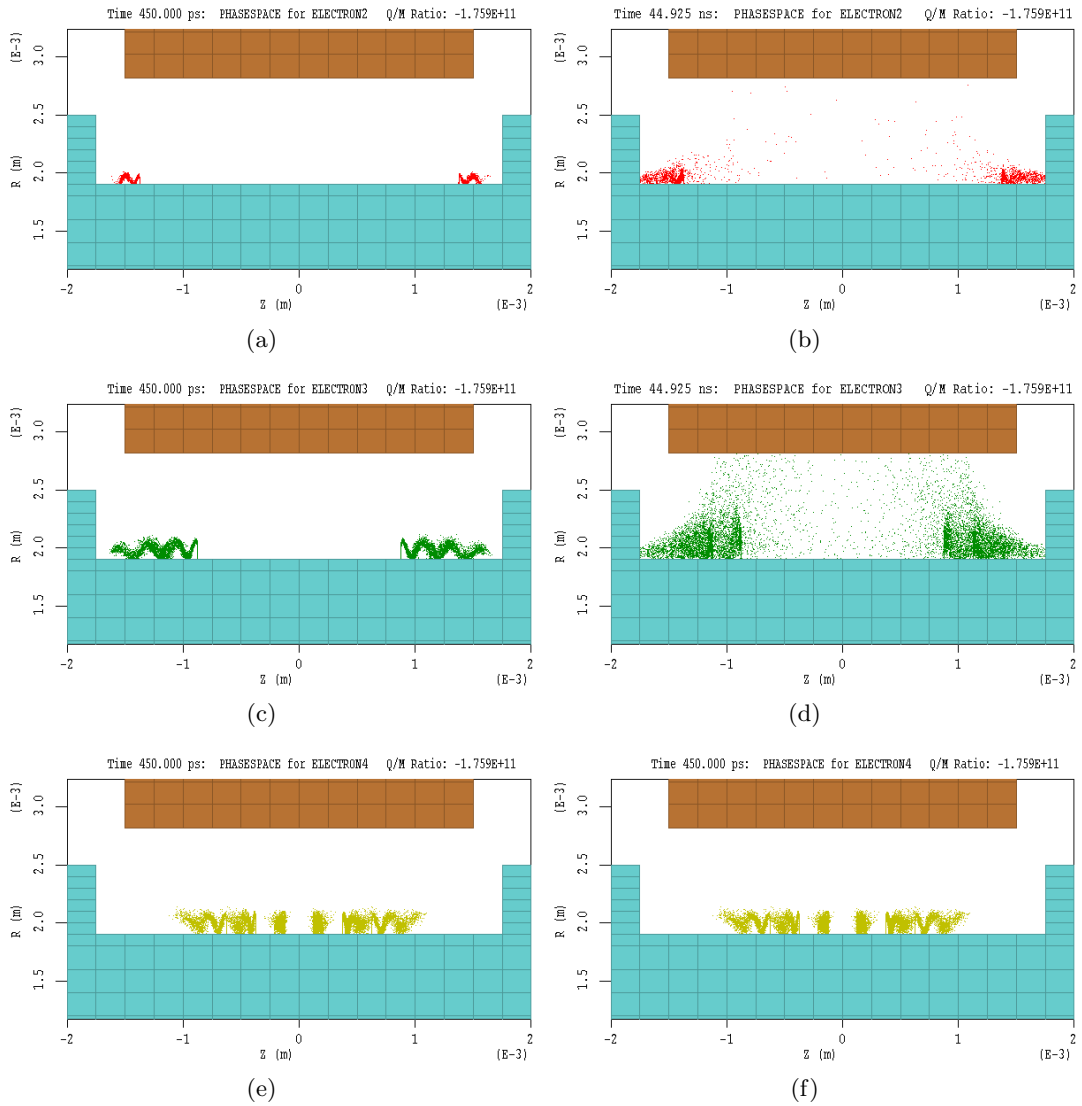 Time 450.000 ps: PHASESPACE for ELECTRON2 Q/M Ratio: -1.759E+11
(E-3)
3.0
2.5
2.0
1.5
R (m)
-2 -1 0 1 2
Z (m) (E-3)
(a)
Time 44.925 ns: PHASESPACE for ELECTRON2 Q/M Ratio: -1.759E+11
(E-3)
3.0
2.5
2.0
1.5
R (m)
-2 -1 0 1 2
Z (m) (E-3)
(b)
Time 450.000 ps: PHASESPACE for ELECTRON3 Q/M Ratio: -1.759E+11
(E-3)
3.0
2.5
2.0
1.5
R (m)
-2 -1 0 1 2
Z (m) (E-3)
(c)
Time 44.925 ns: PHASESPACE for ELECTRON3 Q/M Ratio: -1.759E+11
(E-3)
3.0
2.5
2.0
1.5
R (m)
-2 -1 0 1 2
Z (m) (E-3)
(d)
Time 450.000 ps: PHASESPACE for ELECTRON4 Q/M Ratio: -1.759E+11
(E-3)
3.0
2.5
2.0
1.5
R (m)
-2 -1 0 1 2
Z (m) (E-3)
(e)
Time 450.000 ps: PHASESPACE for ELECTRON4 Q/M Ratio: -1.759E+11
(E-3)
3.0
2.5
2.0
1.5
R (m)
-2 -1 0 1 2
Z (m) (E-3)
(f)